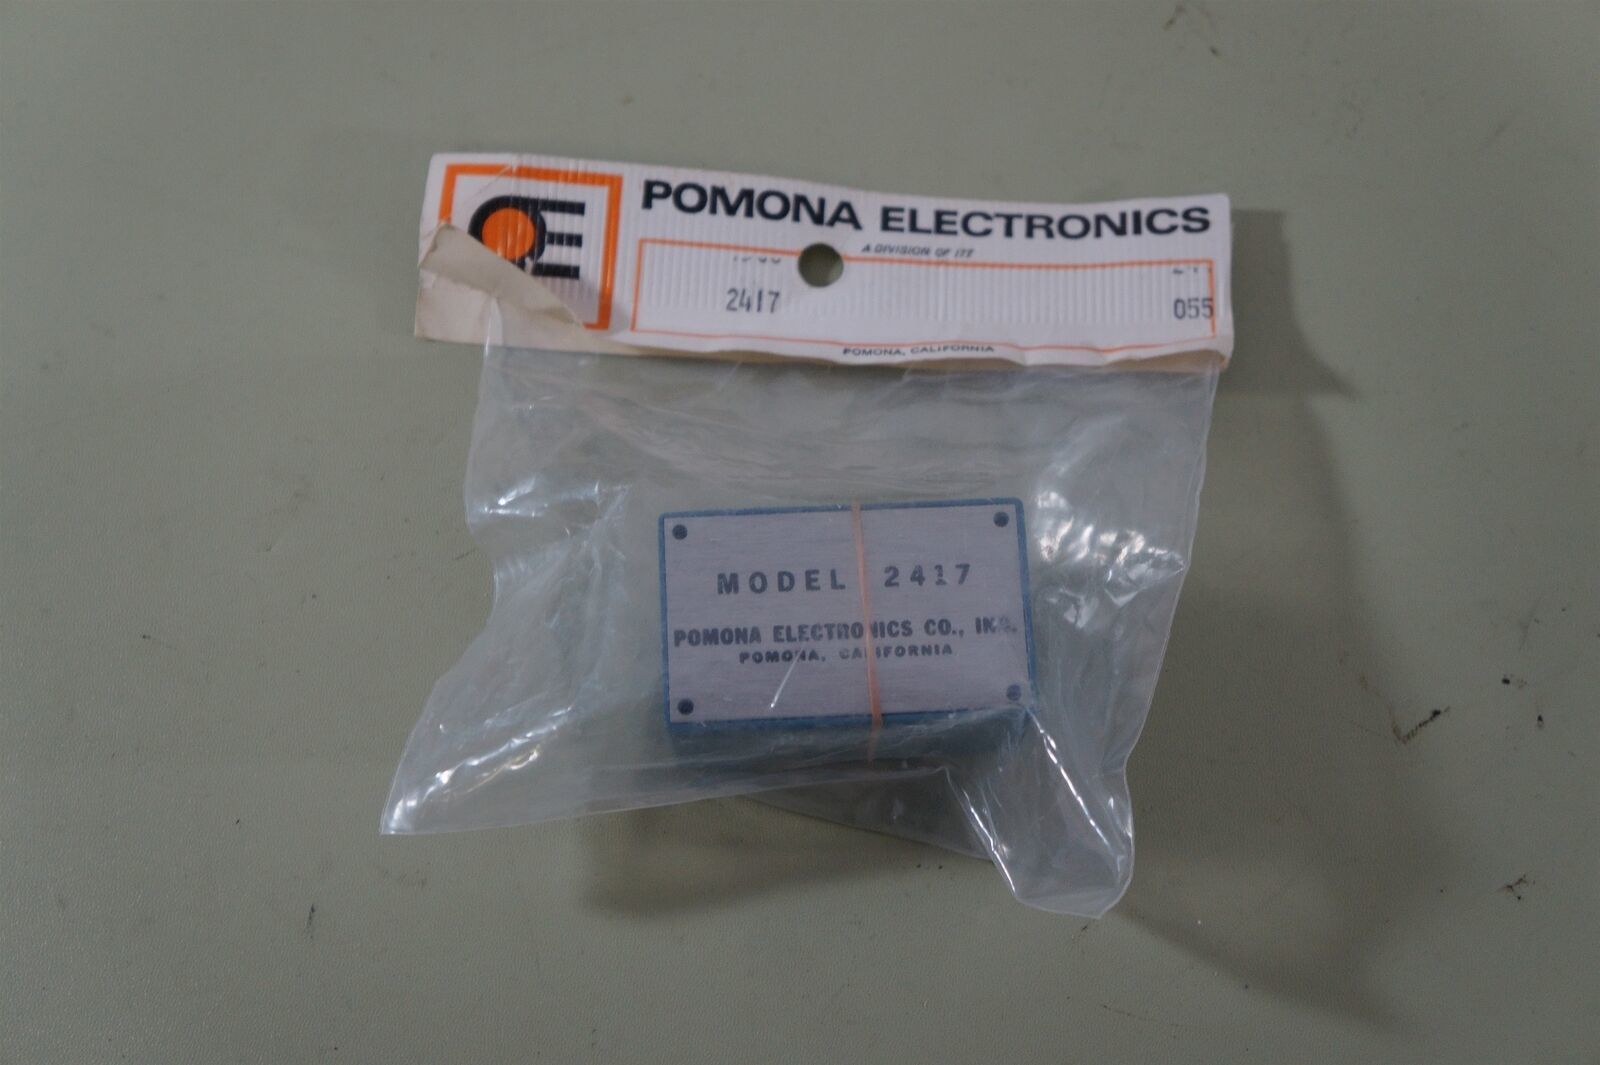 POMONA ELECTRONICS
A DIVISION OF ITT
2417
055
POMONA, CALIFORNIA
MODEL 2417
POMONA ELECTRONICS CO., INC.
POMONA, CALIFORNIA